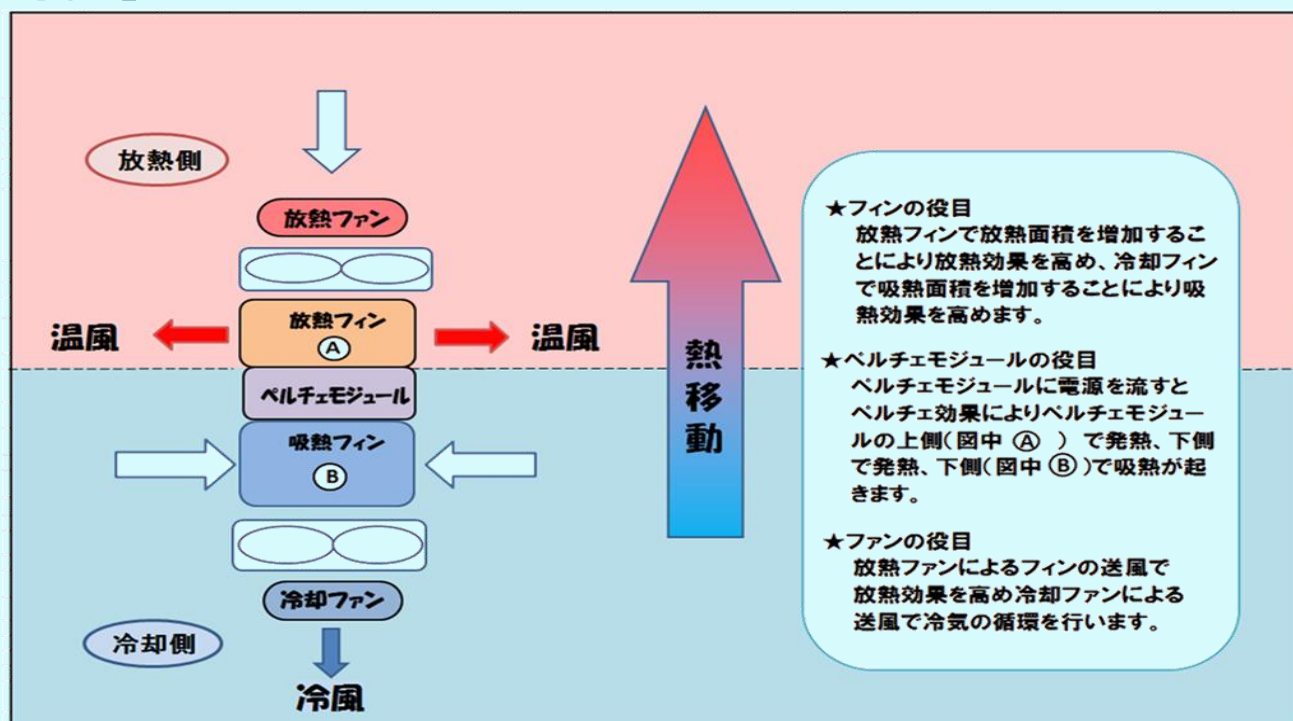 放熱側
放熱ファン
放熱フィン
A
温風
温風
ペルチェモジュール
吸熱フィン
B
冷却ファン
冷却側
冷風
熱移動
★フィンの役目
放熱フィンで放熱面積を増加するこ
とにより放熱効果を高め、冷却フィン
で吸熱面積を増加することにより吸
熱効果を高めます。
★ペルチェモジュールの役目
ペルチェモジュールに電源を流すと
ペルチェ効果によりペルチェモジュー
ルの上側(図中 Ⓐ ) で発熱、下側
で発熱、下側(図中 Ⓑ)で吸熱が起
きます。
★ファンの役目
放熱ファンによるフィンの送風で
放熱効果を高め冷却ファンによる
送風で冷気の循環を行います。